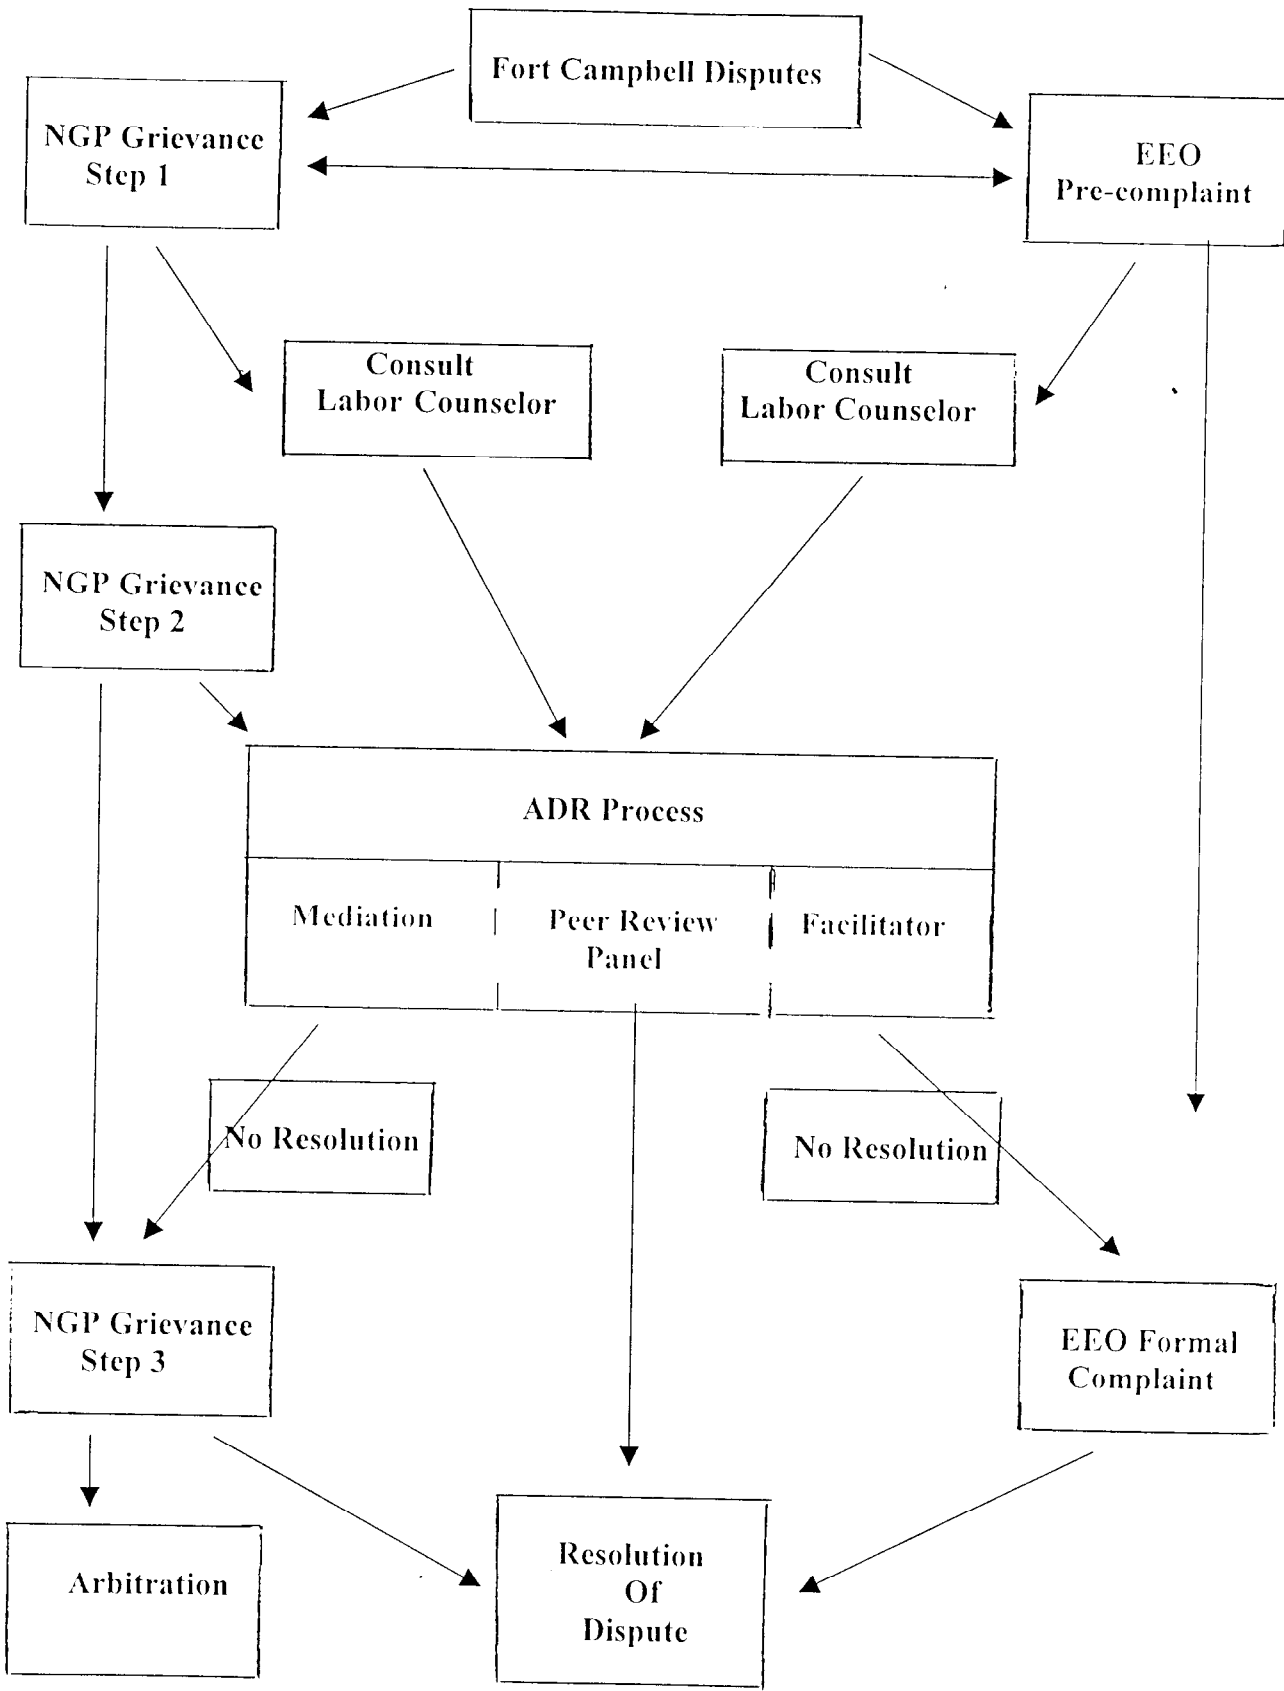 Fort Campbell Disputes
NGP Grievance
Step 1
EEO
Pre-complaint
Consult
Labor Counselor
Consult
Labor Counselor
NGP Grievance
Step 2
ADR Process
Mediation
Peer Review
Panel
Facilitator
No Resolution
No Resolution
NGP Grievance
Step 3
EEO Formal
Complaint
Arbitration
Resolution
Of
Dispute